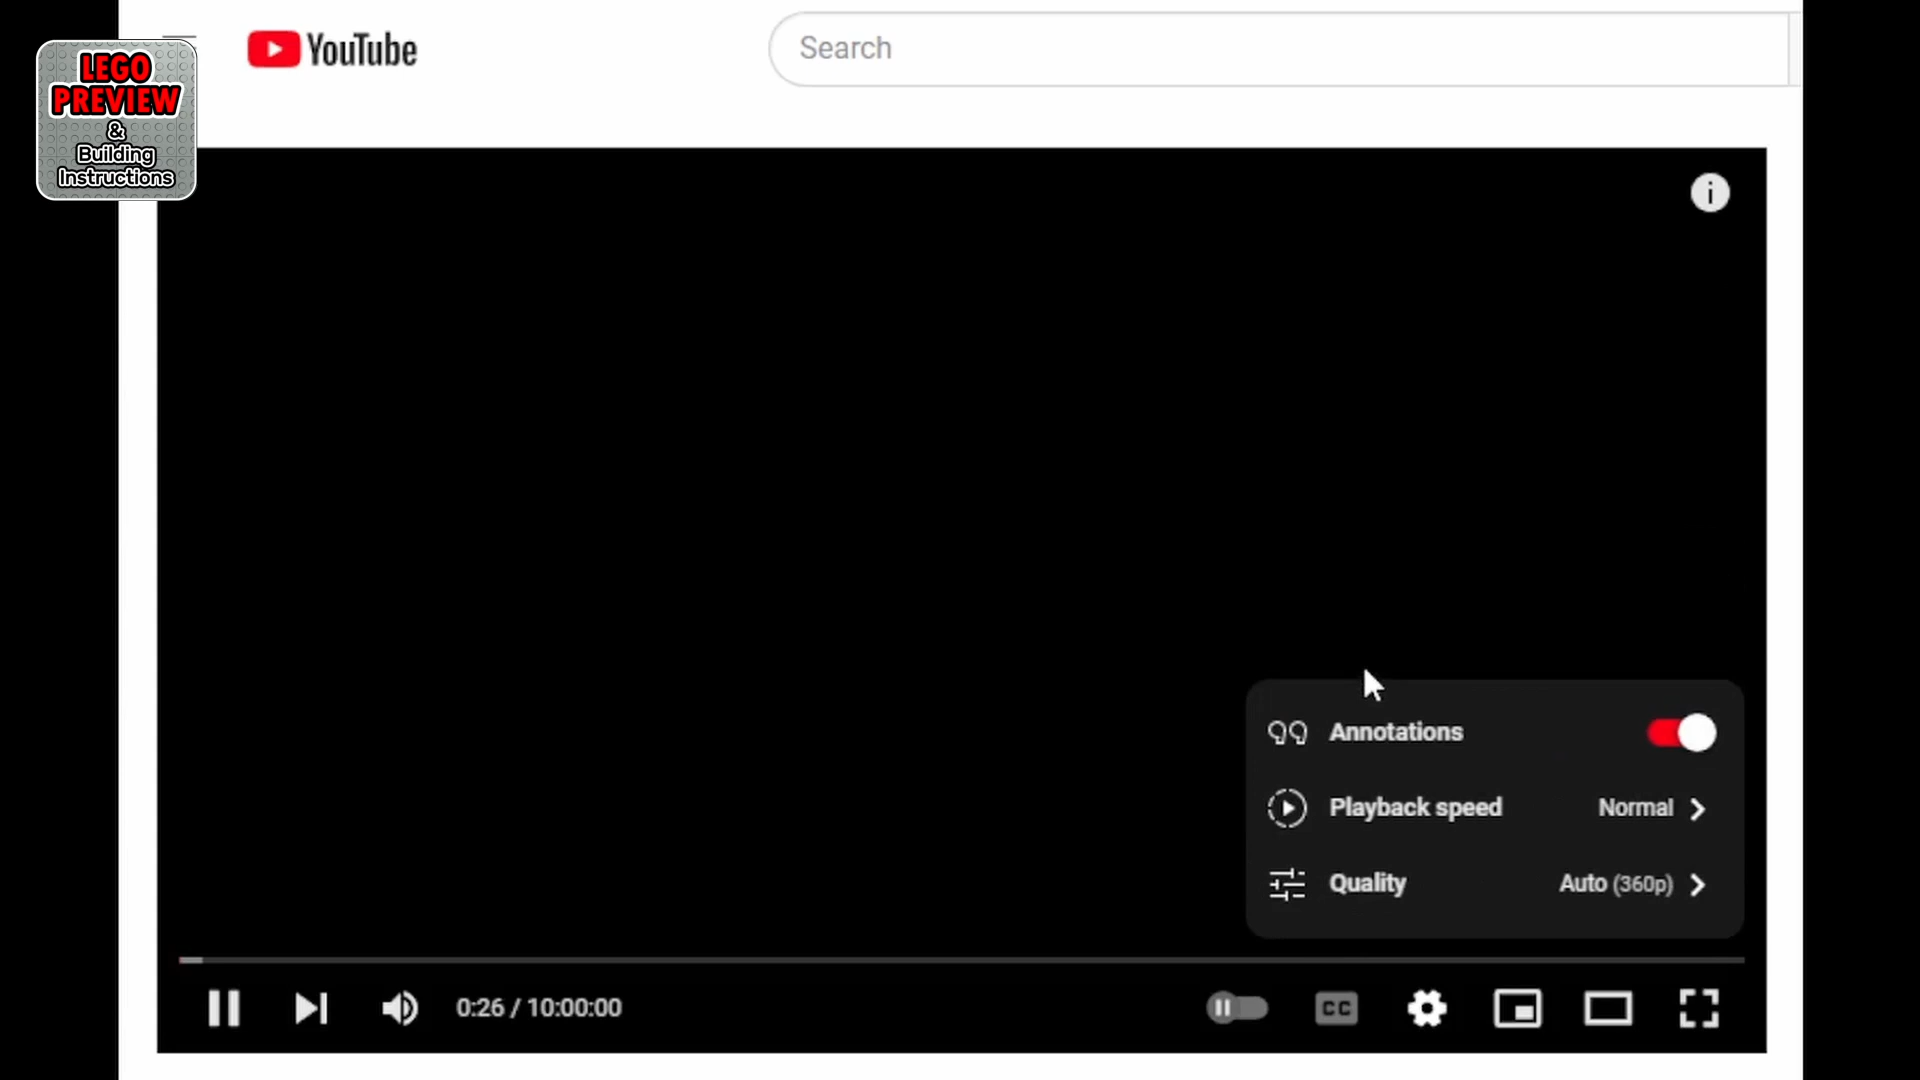 LEGO
PREVIEW
&
Building
Instructions
YouTube
Search
i
Annotations
Playback speed Normal
Quality Auto (360p)
0:26 / 10:00:00
CC